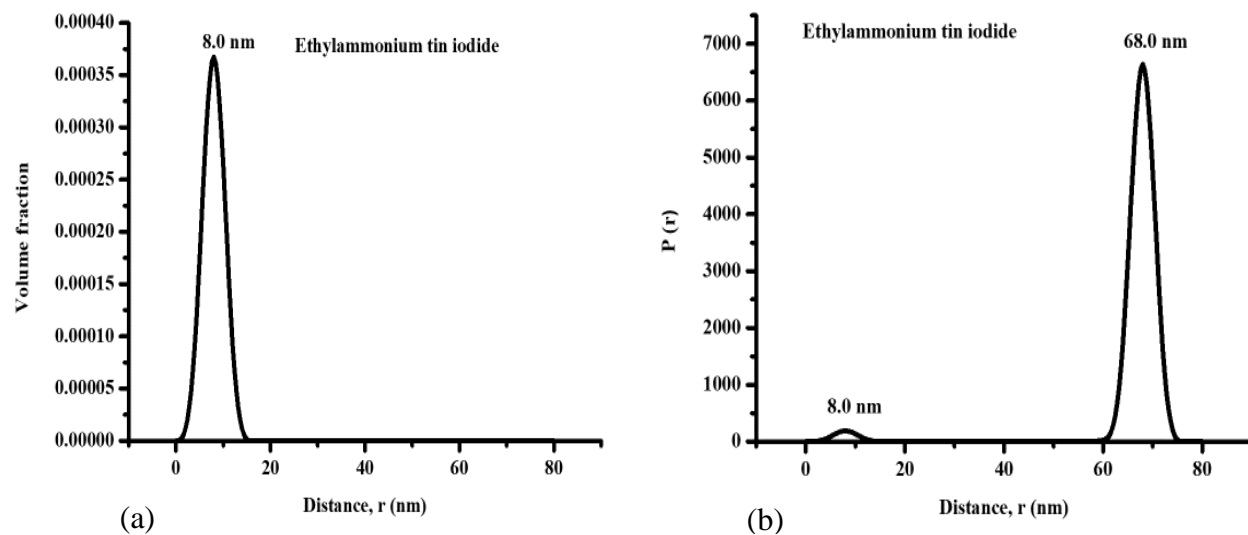 0.00040
0.00035
0.00030
0.00025
0.00020
0.00015
0.00010
0.00005
0.00000
Volume fraction
8.0 nm
Ethylammonium tin iodide
0 20 40 60 80
Distance, r (nm)
(a)
7000
6000
5000
4000
3000
2000
1000
0
P (r)
Ethylammonium tin iodide
68.0 nm
8.0 nm
0 20 40 60 80
Distance, r (nm)
(b)